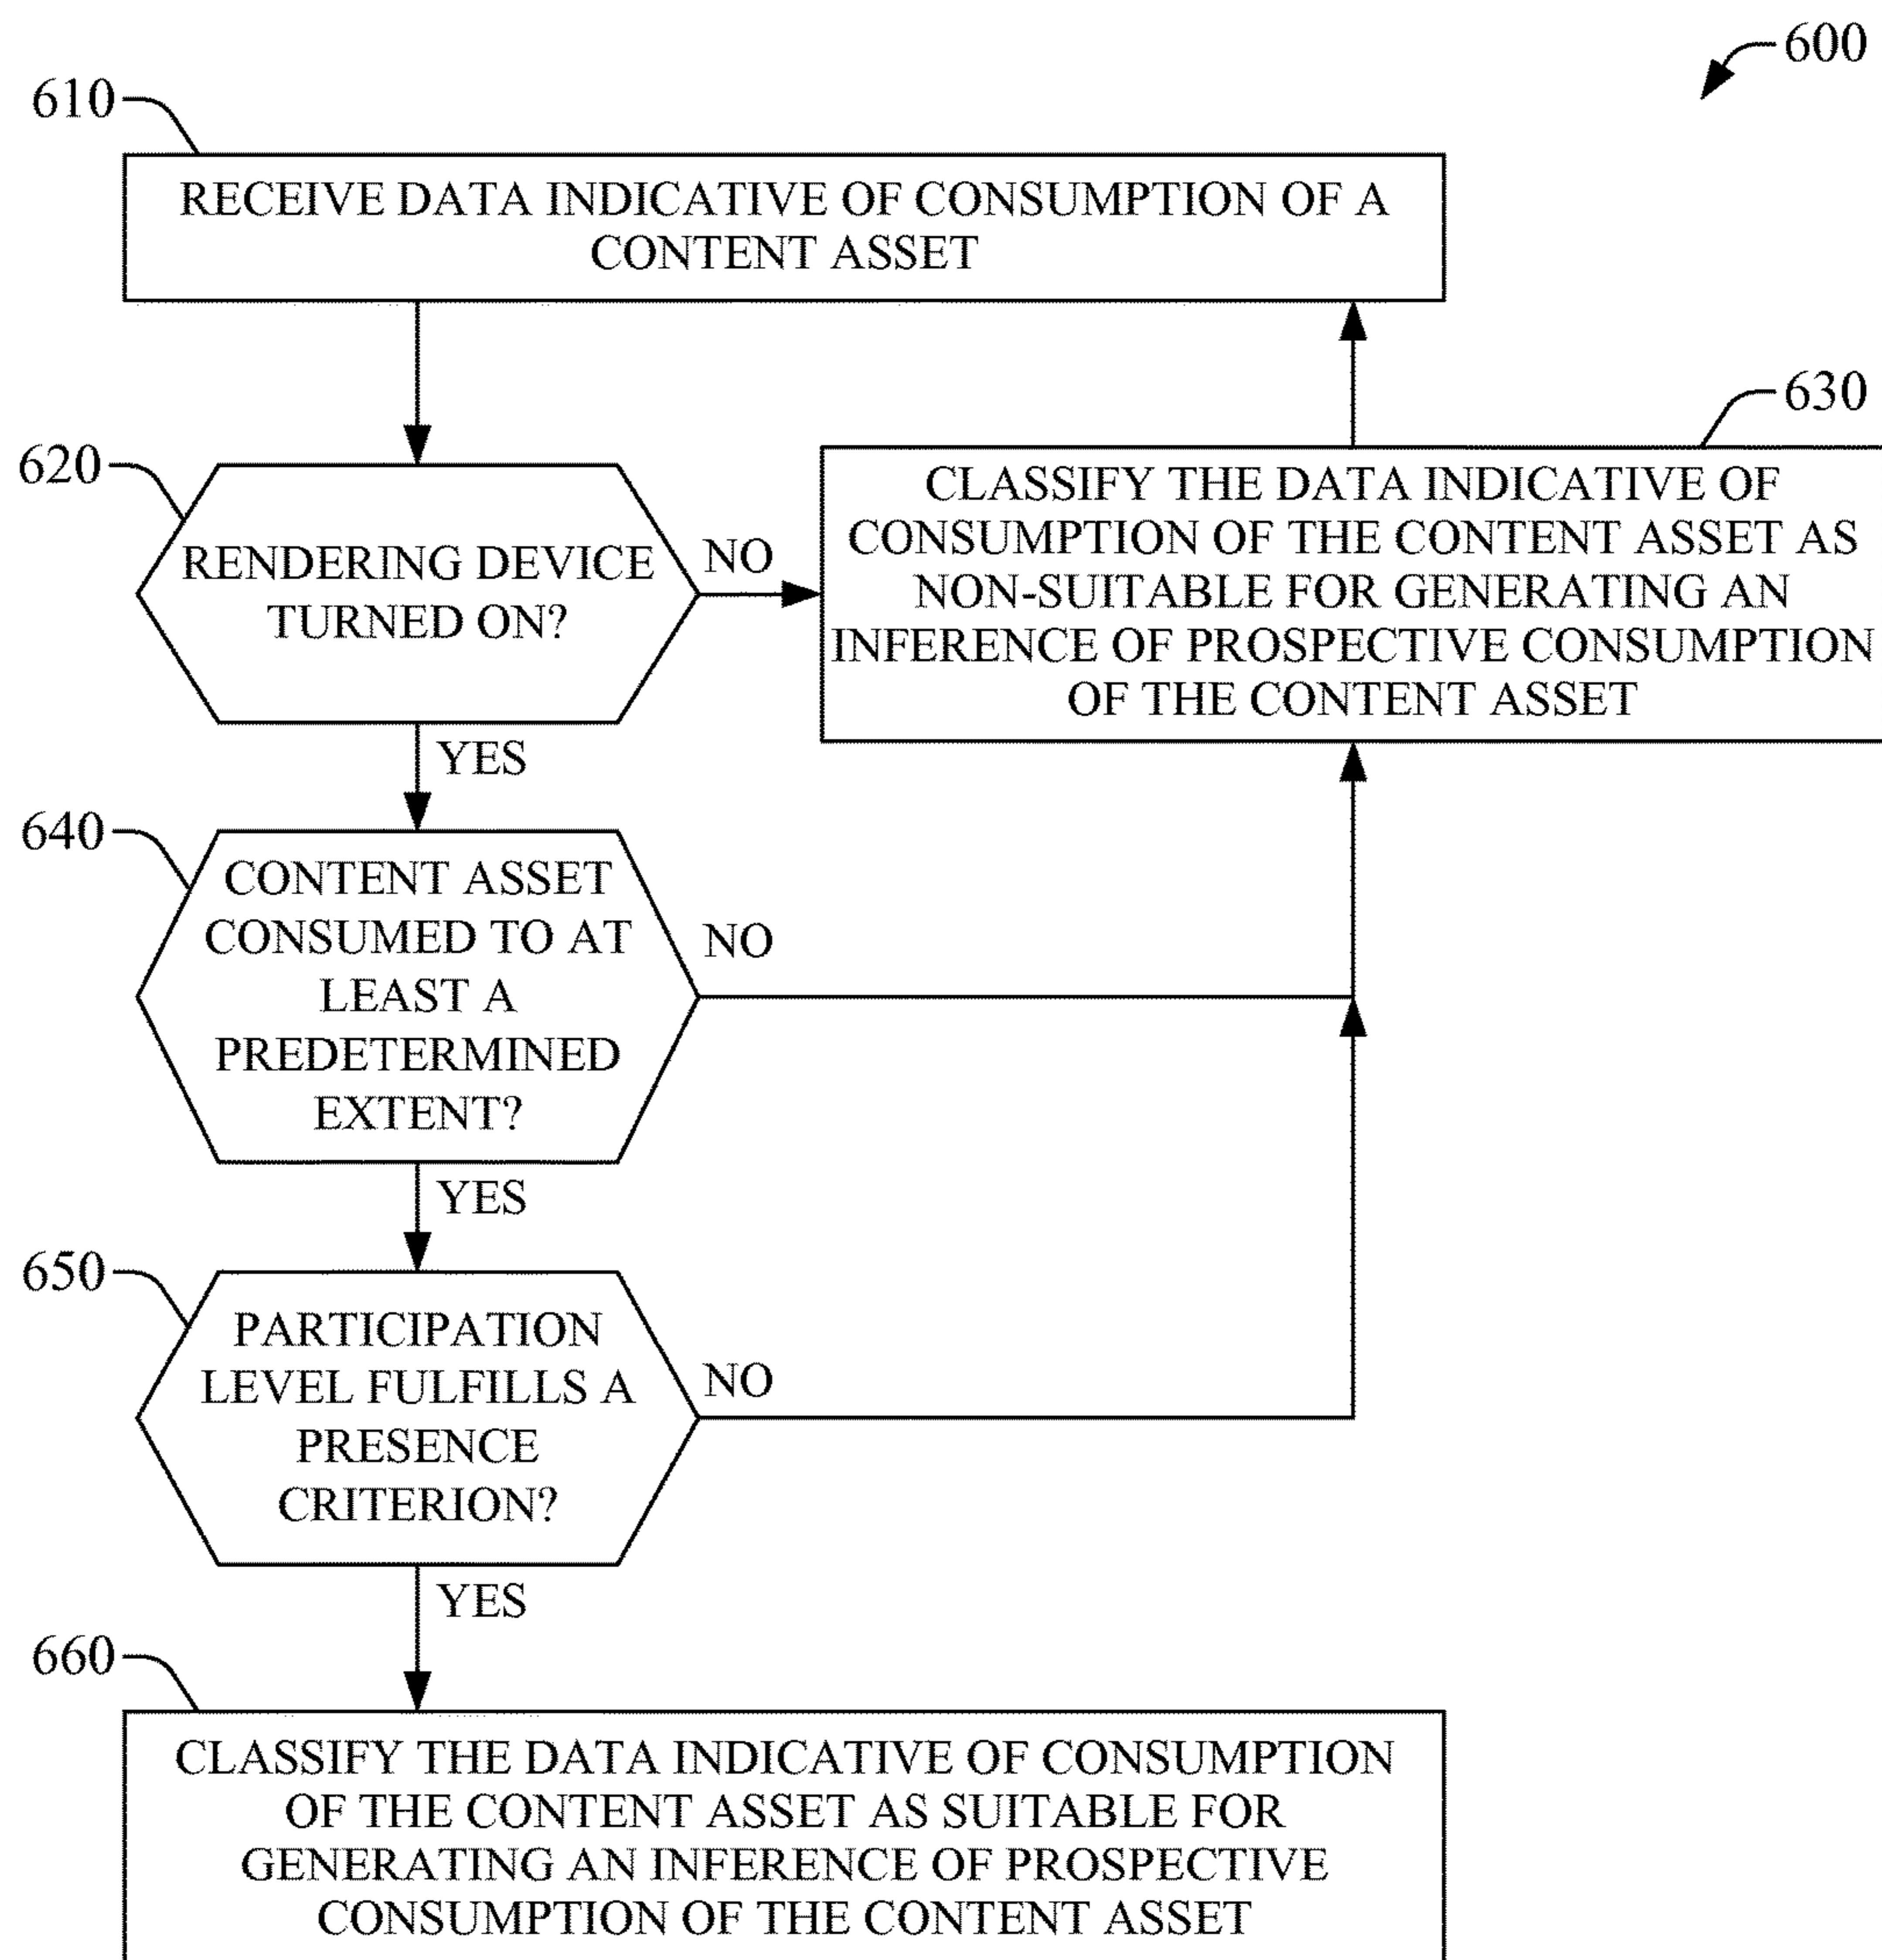 600
610
RECEIVE DATA INDICATIVE OF CONSUMPTION OF A
CONTENT ASSET
620
RENDERING DEVICE
TURNED ON?
NO
YES
630
CLASSIFY THE DATA INDICATIVE OF
CONSUMPTION OF THE CONTENT ASSET AS
NON-SUITABLE FOR GENERATING AN
INFERENCE OF PROSPECTIVE CONSUMPTION
OF THE CONTENT ASSET
640
CONTENT ASSET
CONSUMED TO AT
LEAST A
PREDETERMINED
EXTENT?
NO
YES
650
PARTICIPATION
LEVEL FULFILLS A
PRESENCE
CRITERION?
NO
YES
660
CLASSIFY THE DATA INDICATIVE OF CONSUMPTION
OF THE CONTENT ASSET AS SUITABLE FOR
GENERATING AN INFERENCE OF PROSPECTIVE
CONSUMPTION OF THE CONTENT ASSET